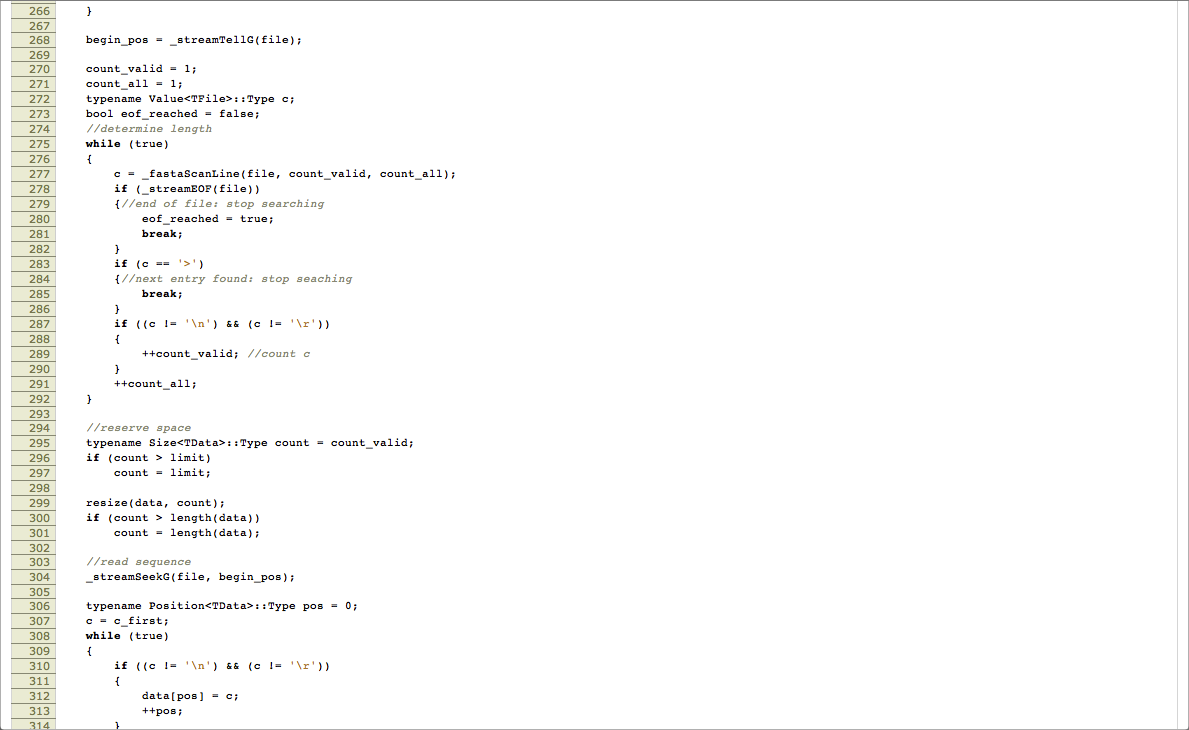 266 }
267
268 begin_pos = _streamTellG(file);
269
270 count_valid = 1;
271 count_all = 1;
272 typename Value<TFile>::Type c;
273 bool eof_reached = false;
274 //determine length
275 while (true)
276 {
277 c = _fastaScanLine(file, count_valid, count_all);
278 if (_streamEOF(file))
279 {//end of file: stop searching
280 eof_reached = true;
281 break;
282 }
283 if (c == '>')
284 {//next entry found: stop seaching
285 break;
286 }
287 if ((c != '\n') && (c != '\r'))
288 {
289 ++count_valid; //count c
290 }
291 ++count_all;
292 }
293
294 //reserve space
295 typename Size<TData>::Type count = count_valid;
296 if (count > limit)
297 count = limit;
298
299 resize(data, count);
300 if (count > length(data))
301 count = length(data);
302
303 //read sequence
304 _streamSeekG(file, begin_pos);
305
306 typename Position<TData>::Type pos = 0;
307 c = c_first;
308 while (true)
309 {
310 if ((c != '\n') && (c != '\r'))
311 {
312 data[pos] = c;
313 ++pos;
314 }